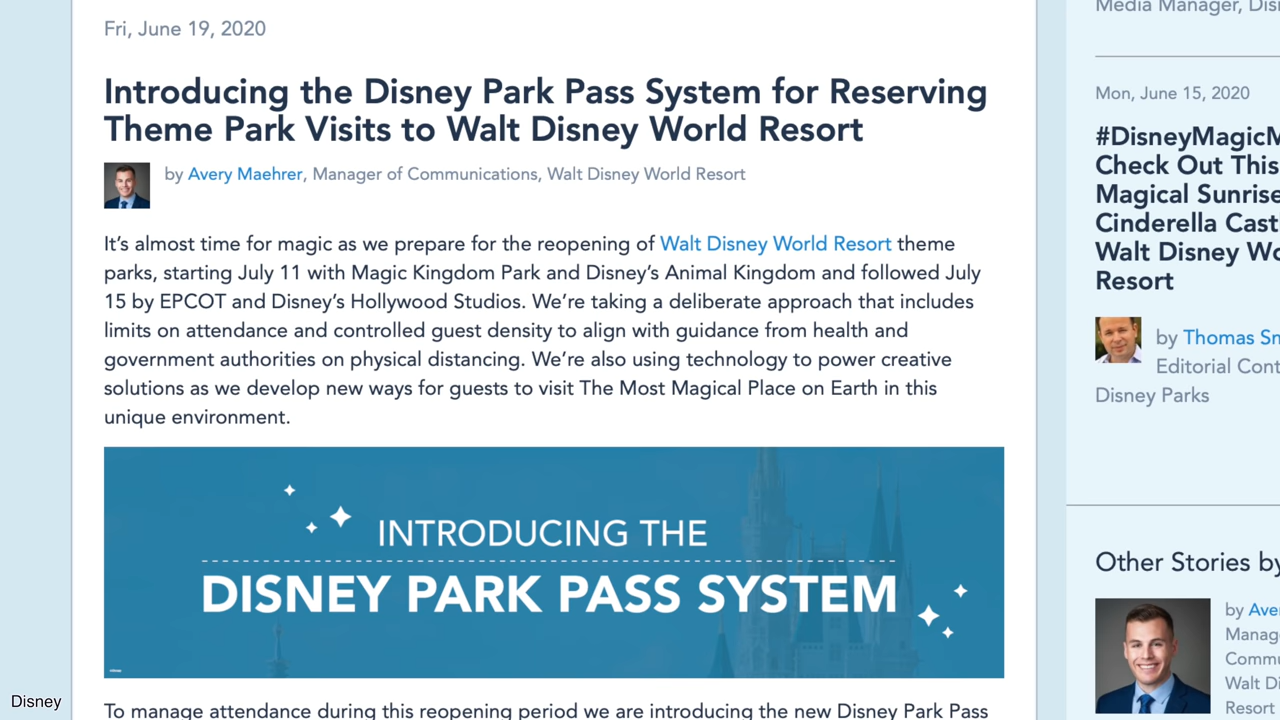 Fri, June 19, 2020
Introducing the Disney Park Pass System for Reserving
Theme Park Visits to Walt Disney World Resort
by Avery Maehrer, Manager of Communications, Walt Disney World Resort
It’s almost time for magic as we prepare for the reopening of Walt Disney World Resort theme
parks, starting July 11 with Magic Kingdom Park and Disney’s Animal Kingdom and followed July
15 by EPCOT and Disney’s Hollywood Studios. We’re taking a deliberate approach that includes
limits on attendance and controlled guest density to align with guidance from health and
government authorities on physical distancing. We’re also using technology to power creative
solutions as we develop new ways for guests to visit The Most Magical Place on Earth in this
unique environment.
INTRODUCING THE
DISNEY PARK PASS SYSTEM
To manage attendance during this reopening period we are introducing the new Disney Park Pass
Disney
Media Manager, Dis
Mon, June 15, 2020
#DisneyMagicM
Check Out This
Magical Sunrise
Cinderella Cast
Walt Disney Wo
Resort
by Thomas Sm
Editorial Cont
Disney Parks
Other Stories by
by Aver
Manag
Commu
Walt Di
Resort